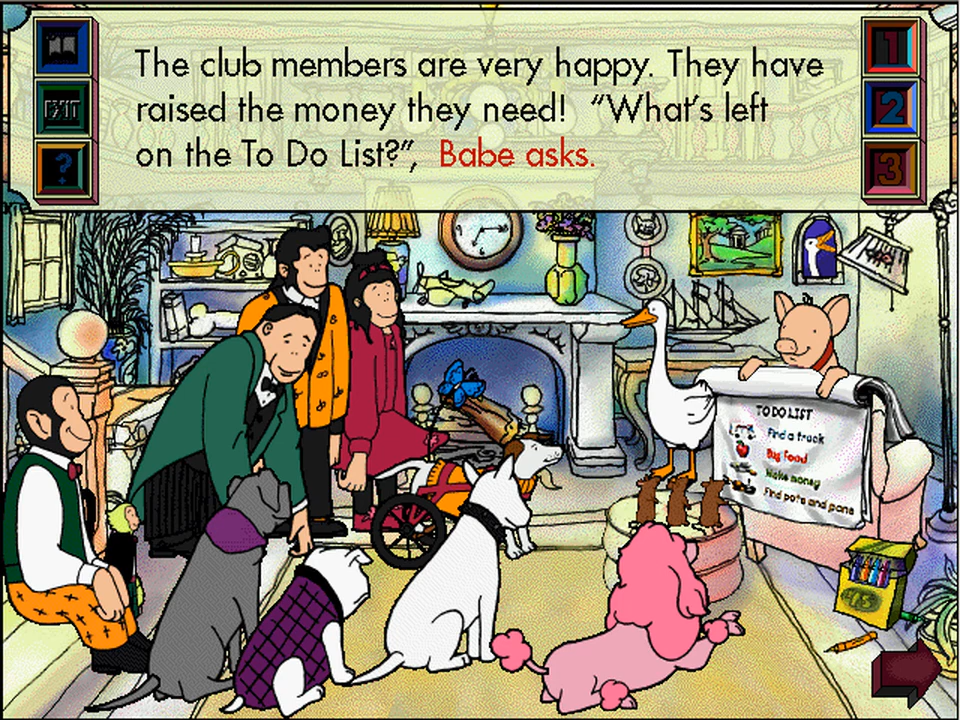 The club members are very happy. They have
raised the money they need! “What’s left
on the To Do List?”, Babe asks.
EXIT
?
1
2
3
TO DO LIST
Find a truck
Buy food
Make money
Find pots and pans